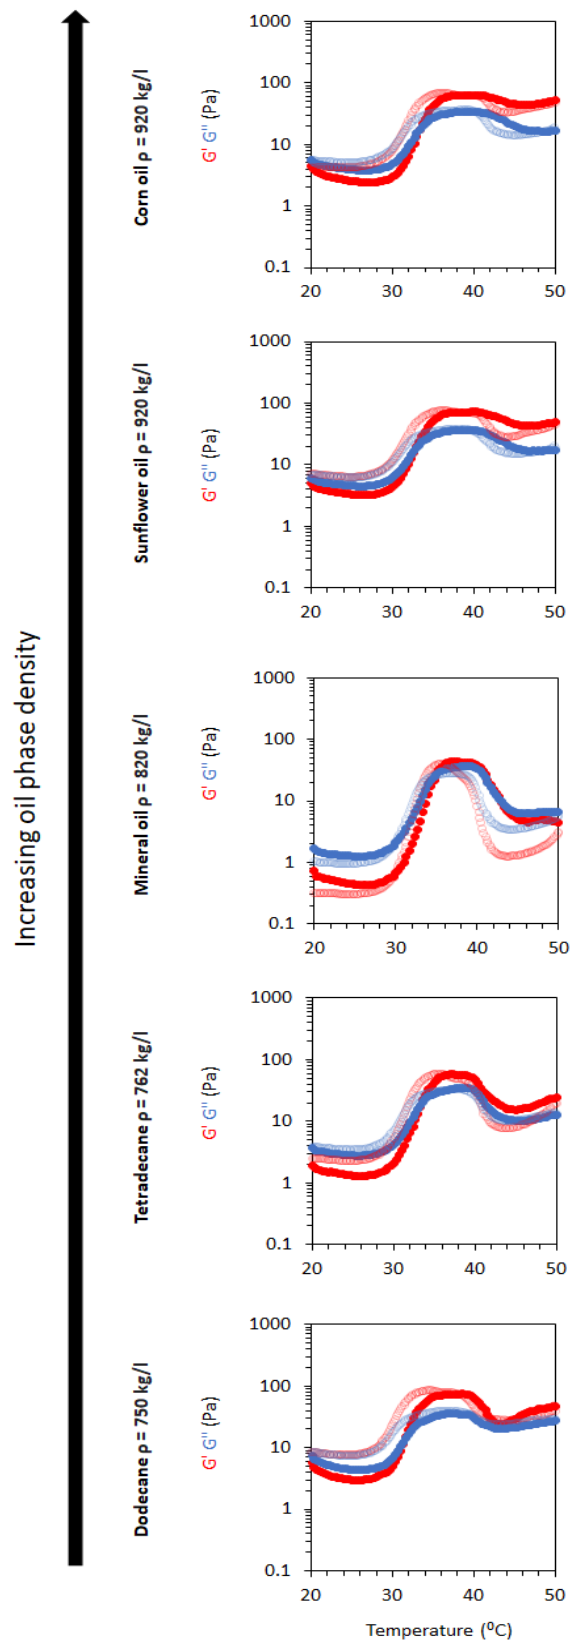 Increasing oil phase density
Corn oil ρ = 920 kg/l
G' G'' (Pa)
1000
100
10
1
0.1
20 30 40 50
Sunflower oil ρ = 920 kg/l
G' G'' (Pa)
1000
100
10
1
0.1
20 30 40 50
Mineral oil ρ = 820 kg/l
G' G'' (Pa)
1000
100
10
1
0.1
20 30 40 50
Tetradecane ρ = 762 kg/l
G' G'' (Pa)
1000
100
10
1
0.1
20 30 40 50
Dodecane ρ = 750 kg/l
G' G'' (Pa)
1000
100
10
1
0.1
20 30 40 50
Temperature (⁰C)